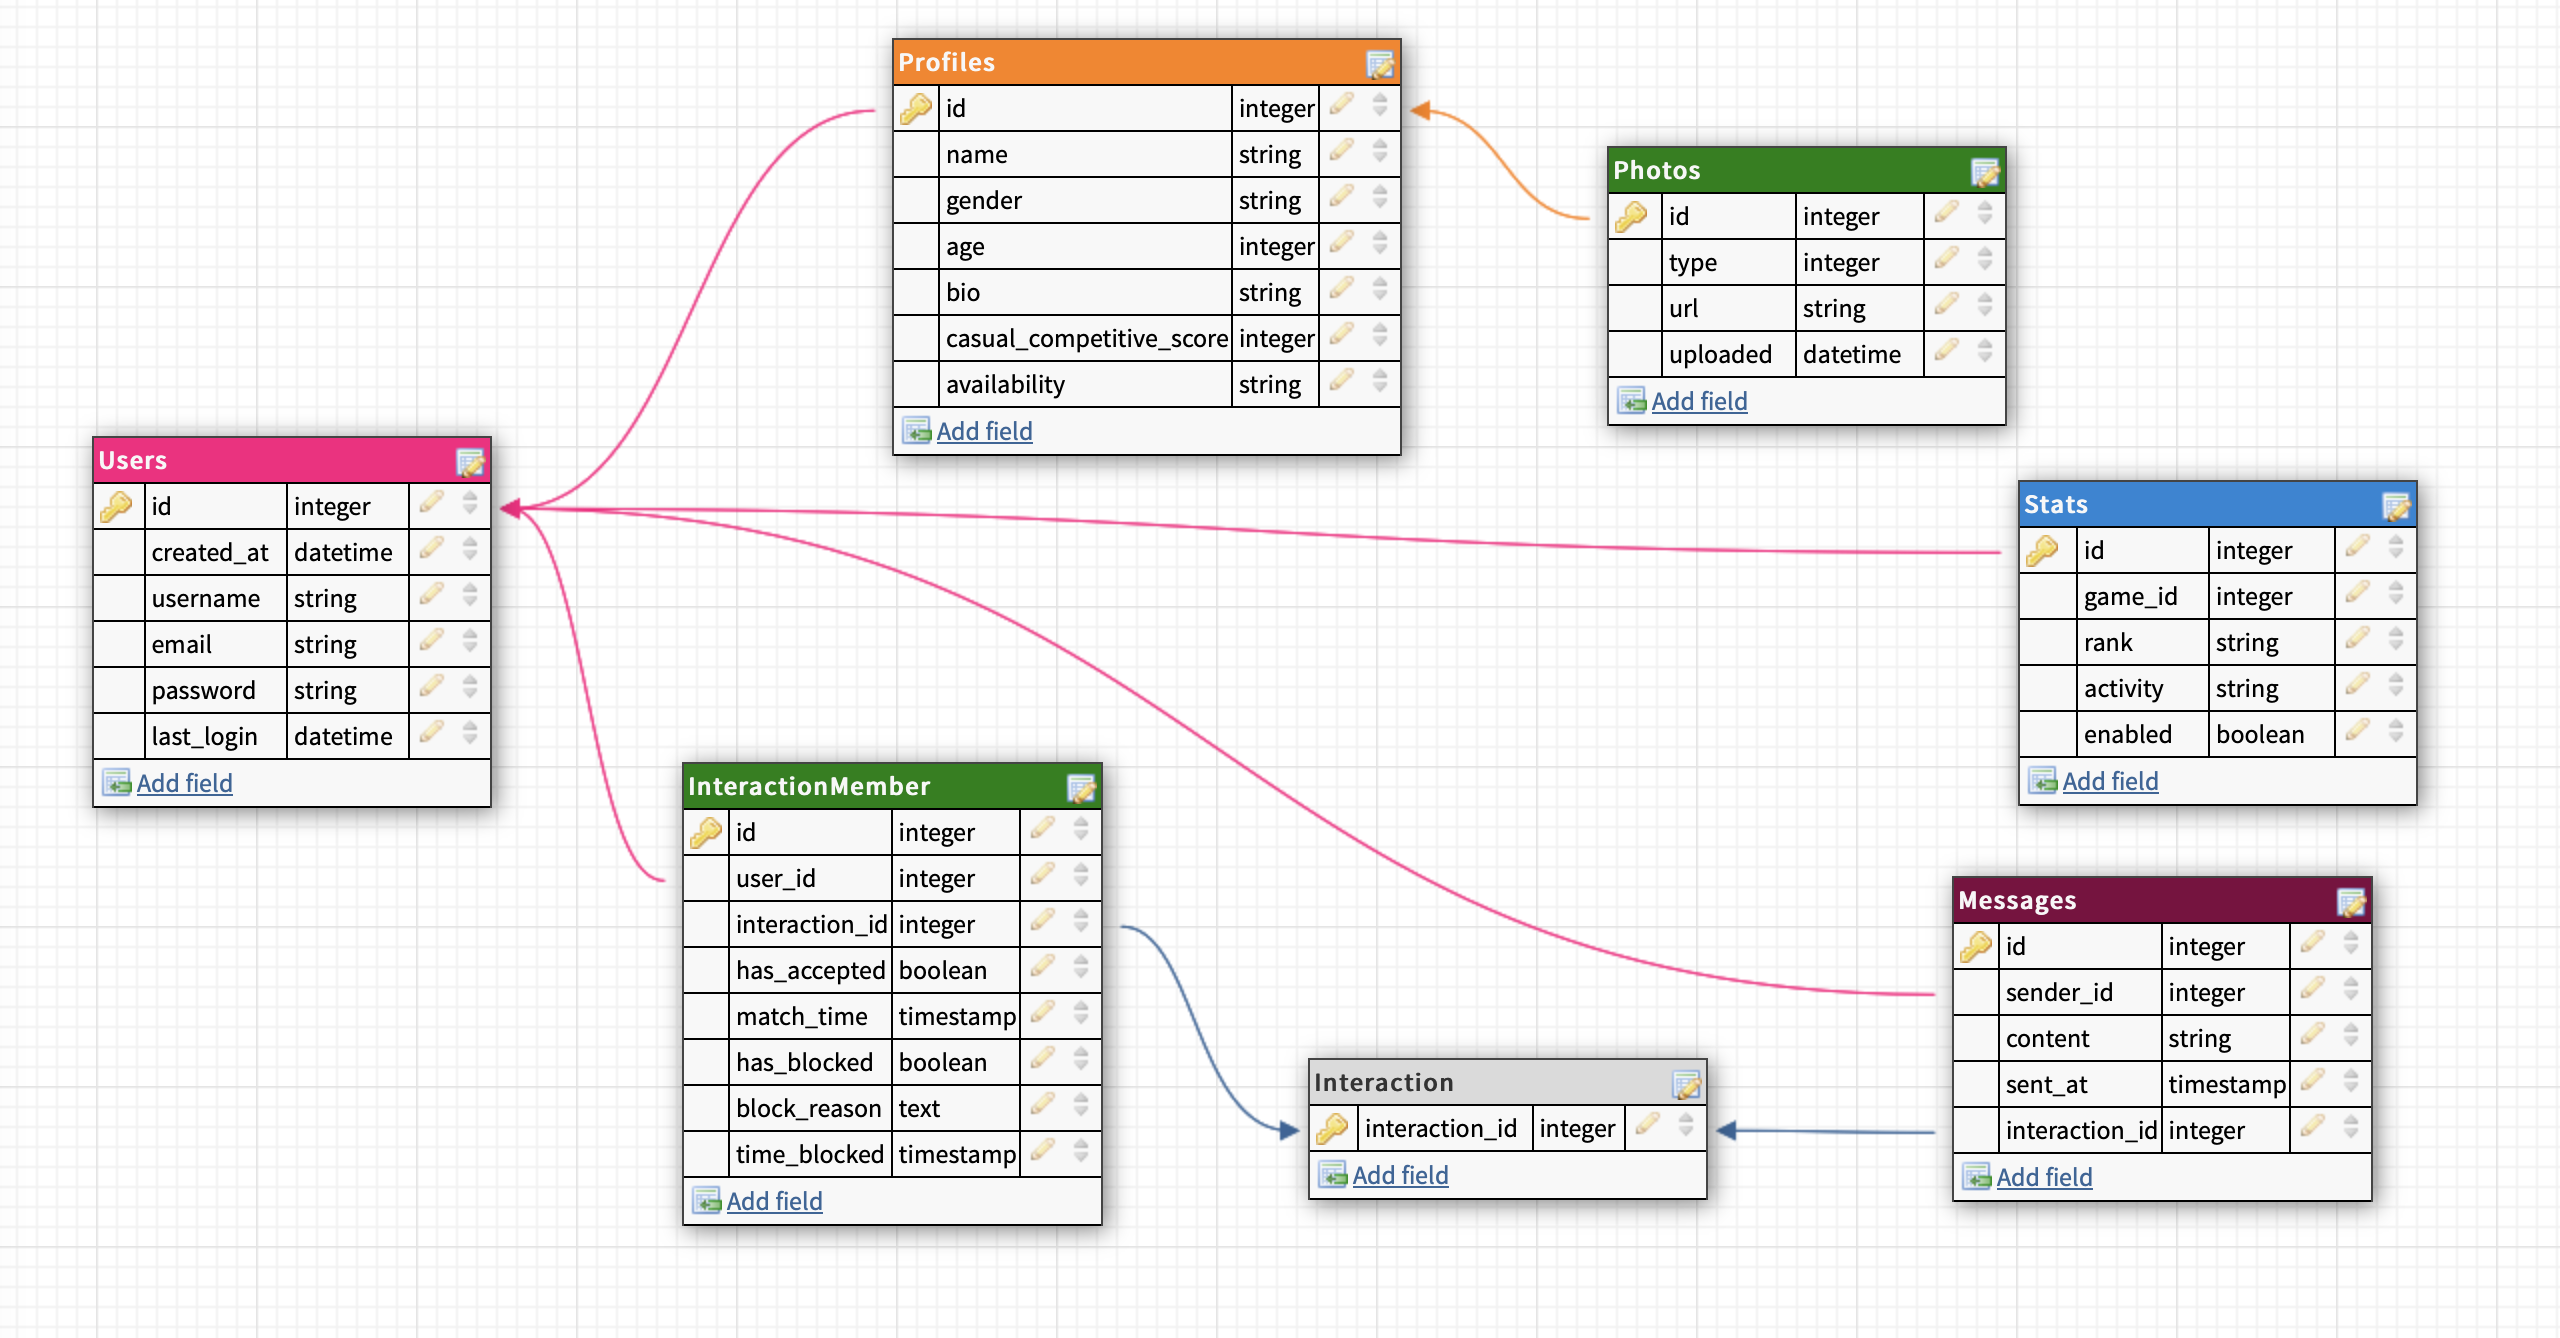 Profiles
id integer
name string
gender string
age integer
bio string
casual_competitive_score integer
availability string
Add field
Photos
id integer
type integer
url string
uploaded datetime
Add field
Users
id integer
created_at datetime
username string
email string
password string
last_login datetime
Add field
Stats
id integer
game_id integer
rank string
activity string
enabled boolean
Add field
InteractionMember
id integer
user_id integer
interaction_id integer
has_accepted boolean
match_time timestamp
has_blocked boolean
block_reason text
time_blocked timestamp
Add field
Interaction
interaction_id integer
Add field
Messages
id integer
sender_id integer
content string
sent_at timestamp
interaction_id integer
Add field